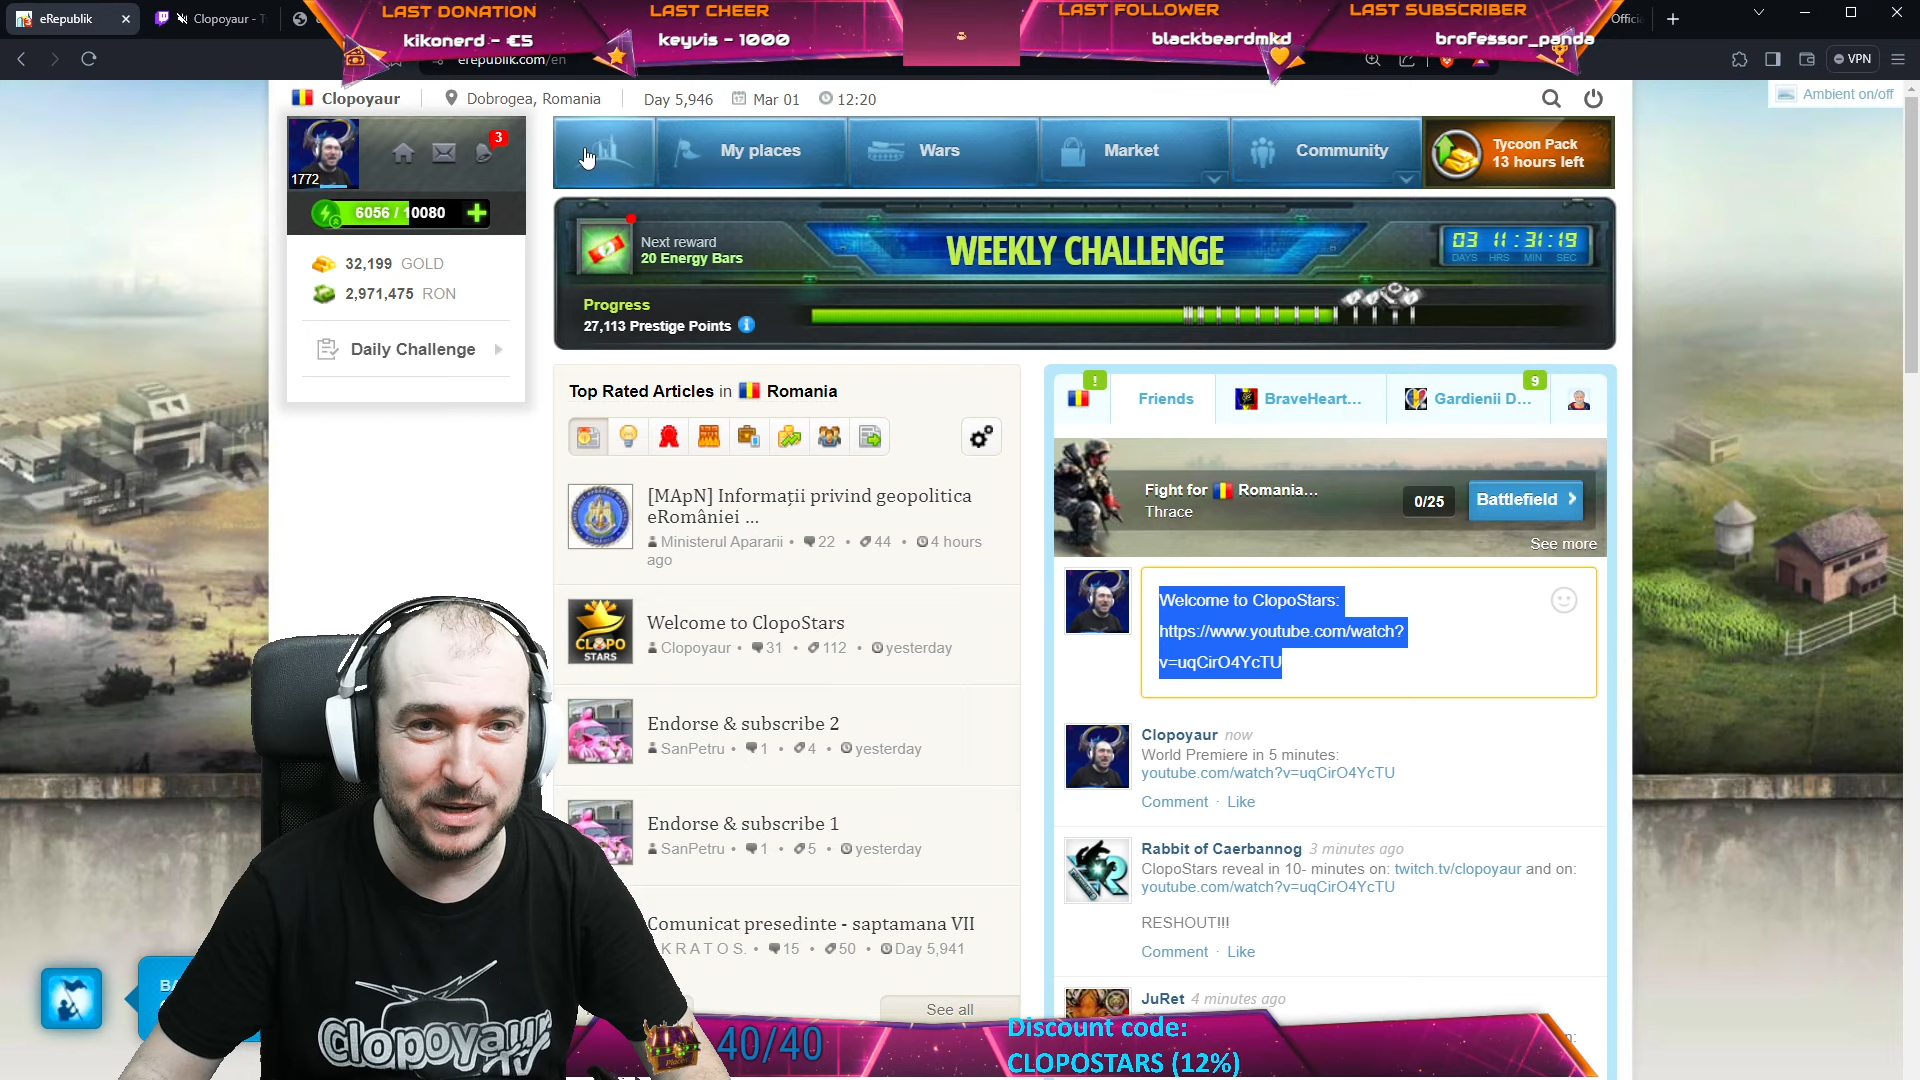 eRepublik
Clopoyaur - T
Officia
LAST DONATION
kikonerd - €5
LAST CHEER
keyvis - 1000
LAST FOLLOWER
blackbeardmkd
LAST SUBSCRIBER
brofessor_panda
erepublik.com/en
VPN
Clopoyaur
Dobrogea, Romania
Day 5,946
Mar 01
12:20
Ambient on/off
3
1772
6056 / 10080
32,199 GOLD
2,971,475 RON
Daily Challenge
My places
Wars
Market
Community
Tycoon Pack
13 hours left
Next reward
20 Energy Bars
WEEKLY CHALLENGE
03 11:31:19
DAYS HRS MIN SEC
Progress
27,113 Prestige Points
Top Rated Articles in Romania
[MApN] Informații privind geopolitica
eRomâniei ...
Ministerul Apararii • 22 • 44 • 4 hours
ago
Welcome to ClopoStars
Clopoyaur • 31 • 112 • yesterday
CLOPO
STARS
Endorse & subscribe 2
SanPetru • 1 • 4 • yesterday
Endorse & subscribe 1
SanPetru • 1 • 5 • yesterday
Comunicat presedinte - saptamana VII
K R A T O S. • 15 • 50 • Day 5,941
See all
!
Friends
BraveHeart...
Gardienii D...
9
Fight for Romania...
Thrace
0/25
Battlefield
See more
Welcome to ClopoStars:
https://www.youtube.com/watch?
v=uqCirO4YcTU
Clopoyaur now
World Premiere in 5 minutes:
youtube.com/watch?v=uqCirO4YcTU
Comment · Like
Rabbit of Caerbannog 3 minutes ago
ClopoStars reveal in 10- minutes on: twitch.tv/clopoyaur and on:
youtube.com/watch?v=uqCirO4YcTU
RESHOUT!!!
Comment · Like
JuRet 4 minutes ago
Clopoyaur
TV
40/40
Discount code:
CLOPOSTARS (12%)